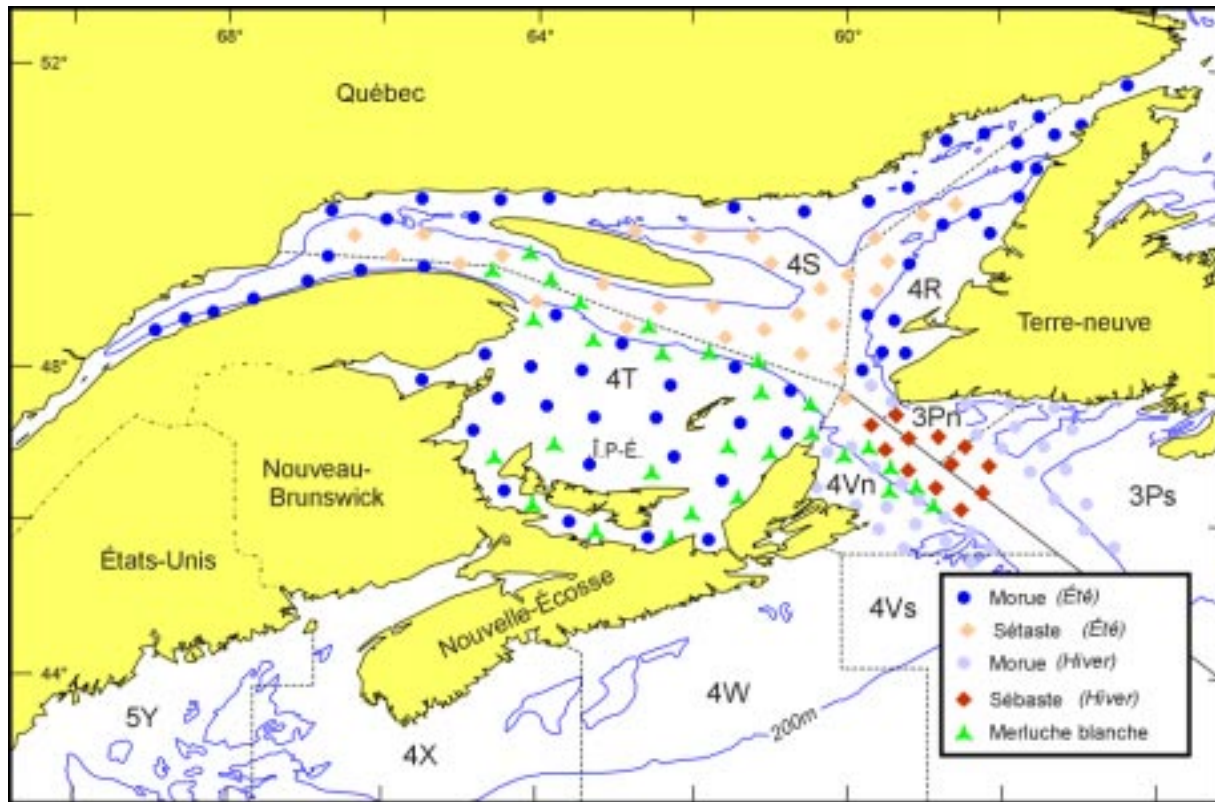 68° 64° 60°
52°
Québec
4S
4R
Terre-neuve
48°
4T
3Pn
Î.P-É.
Nouveau-
Brunswick
4Vn
3Ps
États-Unis
4Vs
Nouvelle-Écosse
44°
4W
5Y
200m
4X
Morue (Été)
Sétaste (Été)
Morue (Hiver)
Sébaste (Hiver)
Merluche blanche